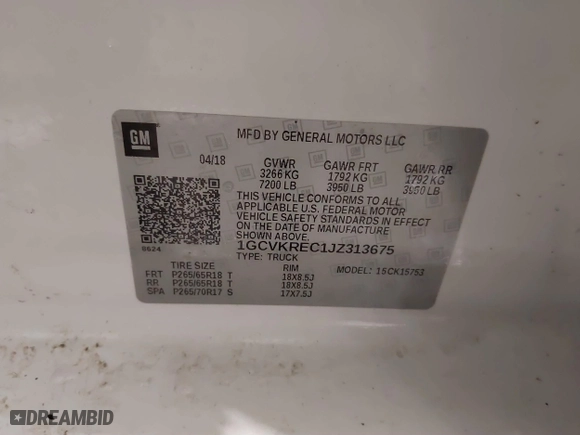 GM
MFD BY GENERAL MOTORS LLC
04/18 GVWR GAWR FRT GAWR RR
3266 KG 1792 KG 1792 KG
7200 LB 3950 LB 3950 LB
THIS VEHICLE CONFORMS TO ALL APPLICABLE
U.S. FEDERAL MOTOR
VEHICLE SAFETY STANDARDS IN EFFECT
ON THE DATE OF MANUFACTURE SHOWN ABOVE.
1GCVKREC1JZ313675
0624
TYPE: TRUCK MODEL: 15CK15753
TIRE SIZE RIM
FRT P265/65R18 T 18X8.5J
RR P265/65R18 T 18X8.5J
SPA P265/70R17 S 17X7.5J
DREAMBID